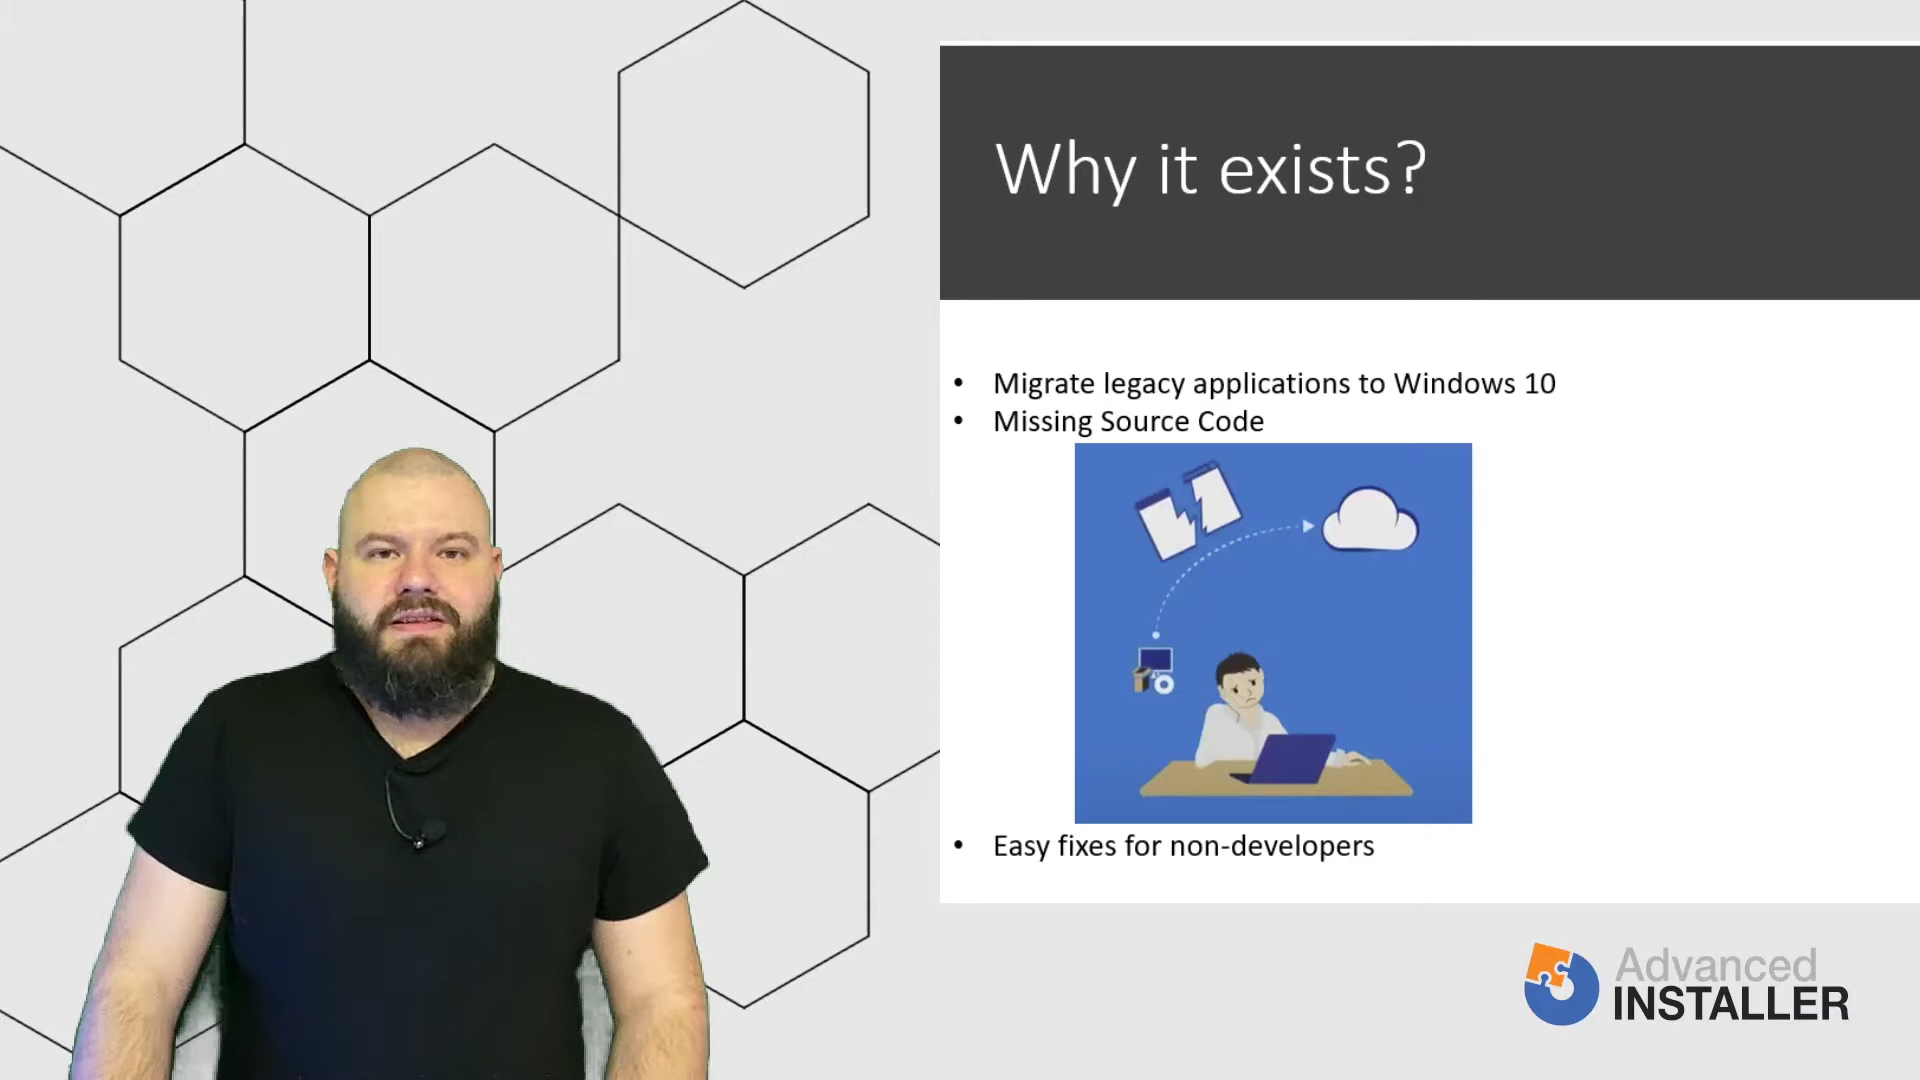 Why it exists?
• Migrate legacy applications to Windows 10
• Missing Source Code
• Easy fixes for non-developers
Advanced
INSTALLER